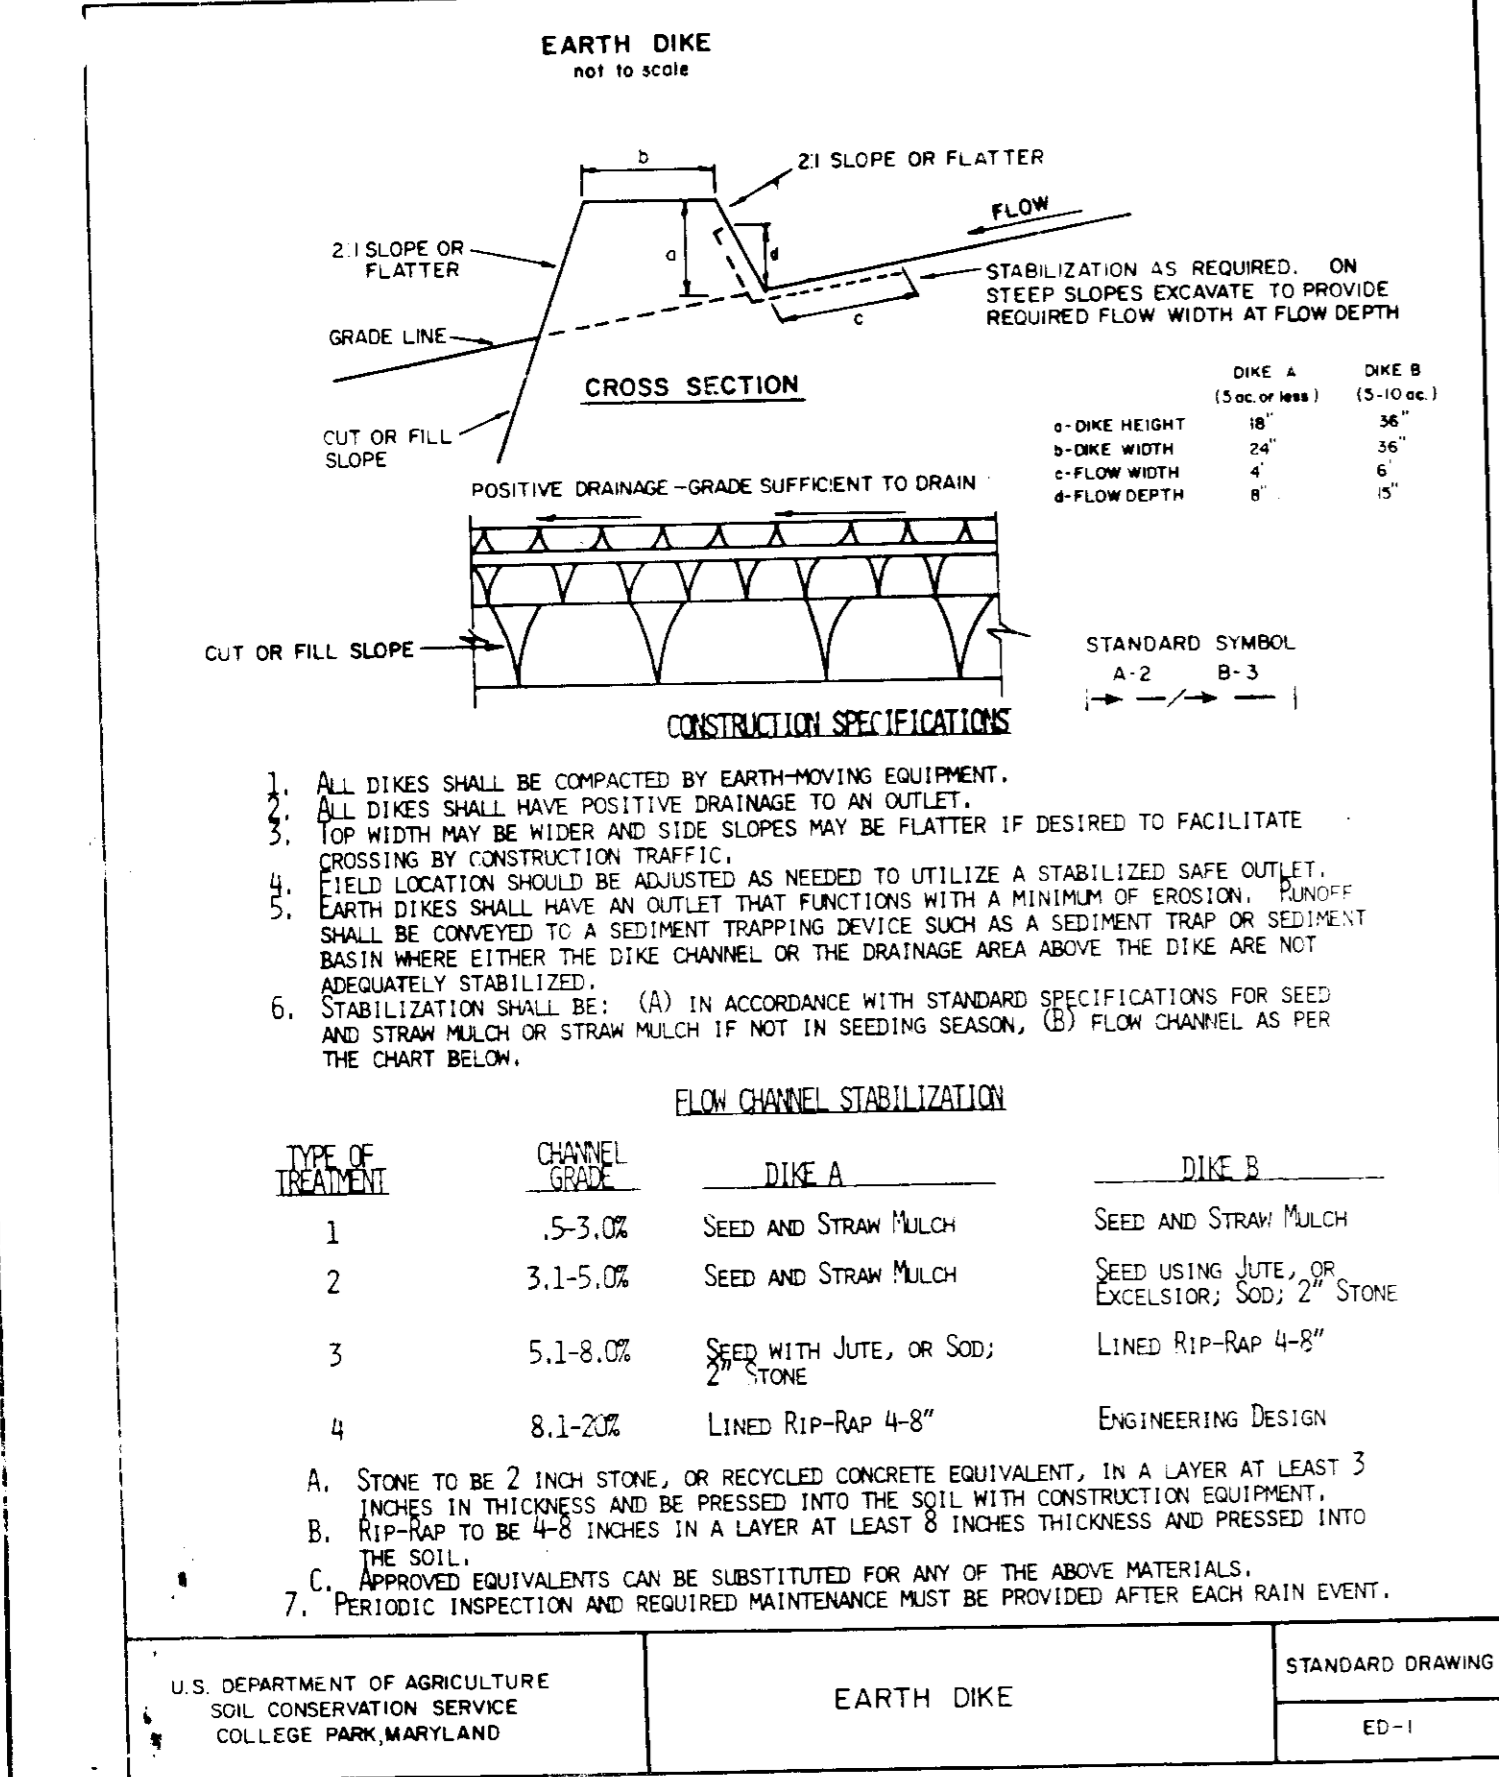 EARTH DIKE
not to scale
b
2:1 SLOPE OR FLATTER
FLOW
2:1 SLOPE OR
FLATTER
a
d
STABILIZATION AS REQUIRED. ON
STEEP SLOPES EXCAVATE TO PROVIDE
REQUIRED FLOW WIDTH AT FLOW DEPTH
c
GRADE LINE
CROSS SECTION
DIKE A DIKE B
(5 ac. or less) (5-10 ac.)
a-DIKE HEIGHT 18" 36"
b-DIKE WIDTH 24" 36"
c-FLOW WIDTH 4' 6'
d-FLOW DEPTH 8" 15"
CUT OR FILL
SLOPE
POSITIVE DRAINAGE-GRADE SUFFICIENT TO DRAIN
CUT OR FILL SLOPE
STANDARD SYMBOL
A-2 B-3
CONSTRUCTION SPECIFICATIONS
1. ALL DIKES SHALL BE COMPACTED BY EARTH-MOVING EQUIPMENT.
2. ALL DIKES SHALL HAVE POSITIVE DRAINAGE TO AN OUTLET.
3. TOP WIDTH MAY BE WIDER AND SIDE SLOPES MAY BE FLATTER IF DESIRED TO FACILITATE
CROSSING BY CONSTRUCTION TRAFFIC.
4. FIELD LOCATION SHOULD BE ADJUSTED AS NEEDED TO UTILIZE A STABILIZED SAFE OUTLET.
5. EARTH DIKES SHALL HAVE AN OUTLET THAT FUNCTIONS WITH A MINIMUM OF EROSION. RUNOFF
SHALL BE CONVEYED TO A SEDIMENT TRAPPING DEVICE SUCH AS A SEDIMENT TRAP OR SEDIMENT
BASIN WHERE EITHER THE DIKE CHANNEL OR THE DRAINAGE AREA ABOVE THE DIKE ARE NOT
ADEQUATELY STABILIZED.
6. STABILIZATION SHALL BE: (A) IN ACCORDANCE WITH STANDARD SPECIFICATIONS FOR SEED
AND STRAW MULCH OR STRAW MULCH IF NOT IN SEEDING SEASON, (B) FLOW CHANNEL AS PER
THE CHART BELOW.
FLOW CHANNEL STABILIZATION
TYPE OF TREATMENT CHANNEL GRADE DIKE A DIKE B
1 .5-3.0% SEED AND STRAW MULCH SEED AND STRAW MULCH
2 3.1-5.0% SEED AND STRAW MULCH SEED USING JUTE, OR
EXCELSIOR; SOD; 2" STONE
3 5.1-8.0% SEED WITH JUTE, OR SOD; LINED RIP-RAP 4-8"
2" STONE
4 8.1-20% LINED RIP-RAP 4-8" ENGINEERING DESIGN
A. STONE TO BE 2 INCH STONE, OR RECYCLED CONCRETE EQUIVALENT, IN A LAYER AT LEAST 3
INCHES IN THICKNESS AND BE PRESSED INTO THE SOIL WITH CONSTRUCTION EQUIPMENT.
B. RIP-RAP TO BE 4-8 INCHES IN A LAYER AT LEAST 8 INCHES THICKNESS AND PRESSED INTO
THE SOIL.
C. APPROVED EQUIVALENTS CAN BE SUBSTITUTED FOR ANY OF THE ABOVE MATERIALS.
7. PERIODIC INSPECTION AND REQUIRED MAINTENANCE MUST BE PROVIDED AFTER EACH RAIN EVENT.
U.S. DEPARTMENT OF AGRICULTURE
SOIL CONSERVATION SERVICE
COLLEGE PARK, MARYLAND
EARTH DIKE
STANDARD DRAWING
ED-1